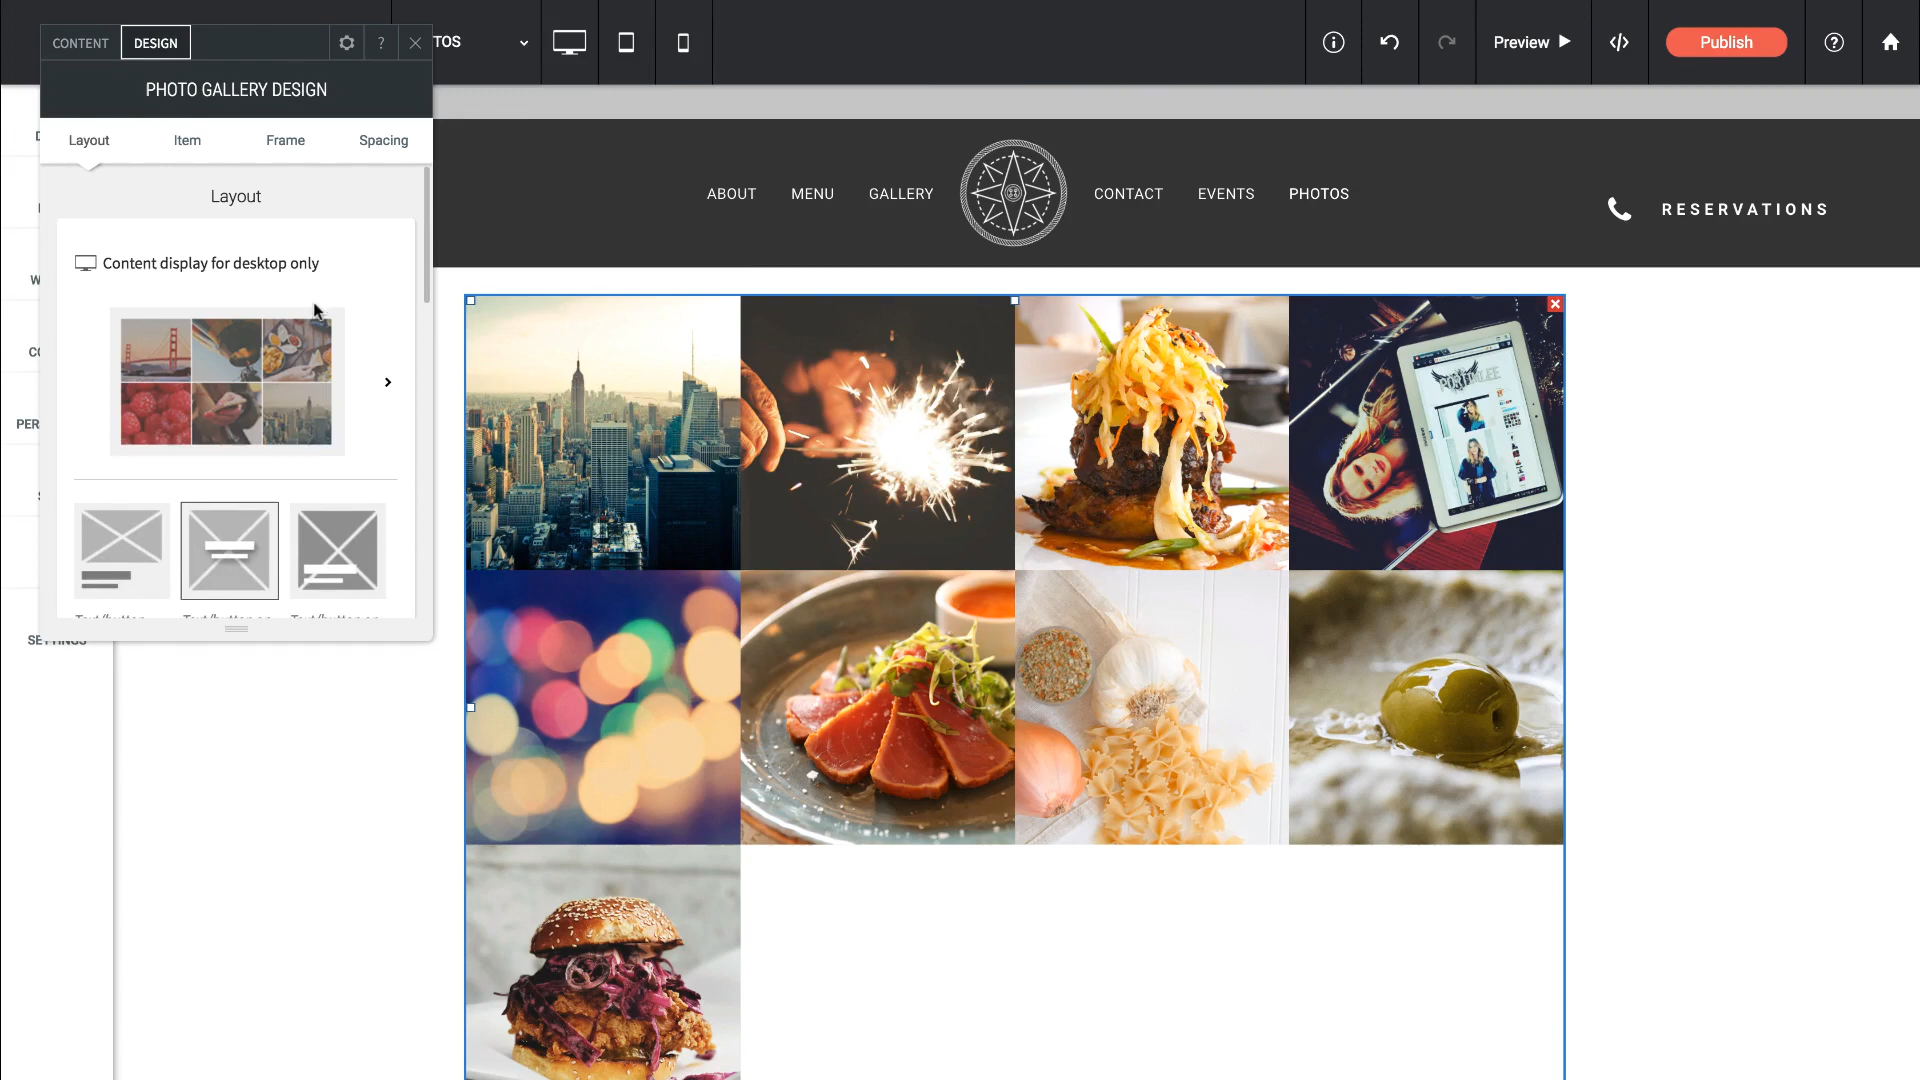 CONTENT
DESIGN
?
TOS
Preview
Publish
PHOTO GALLERY DESIGN
Layout
Item
Frame
Spacing
Layout
Content display for desktop only
ABOUT
MENU
GALLERY
CONTACT
EVENTS
PHOTOS
RESERVATIONS
W
PER
SETTINGS